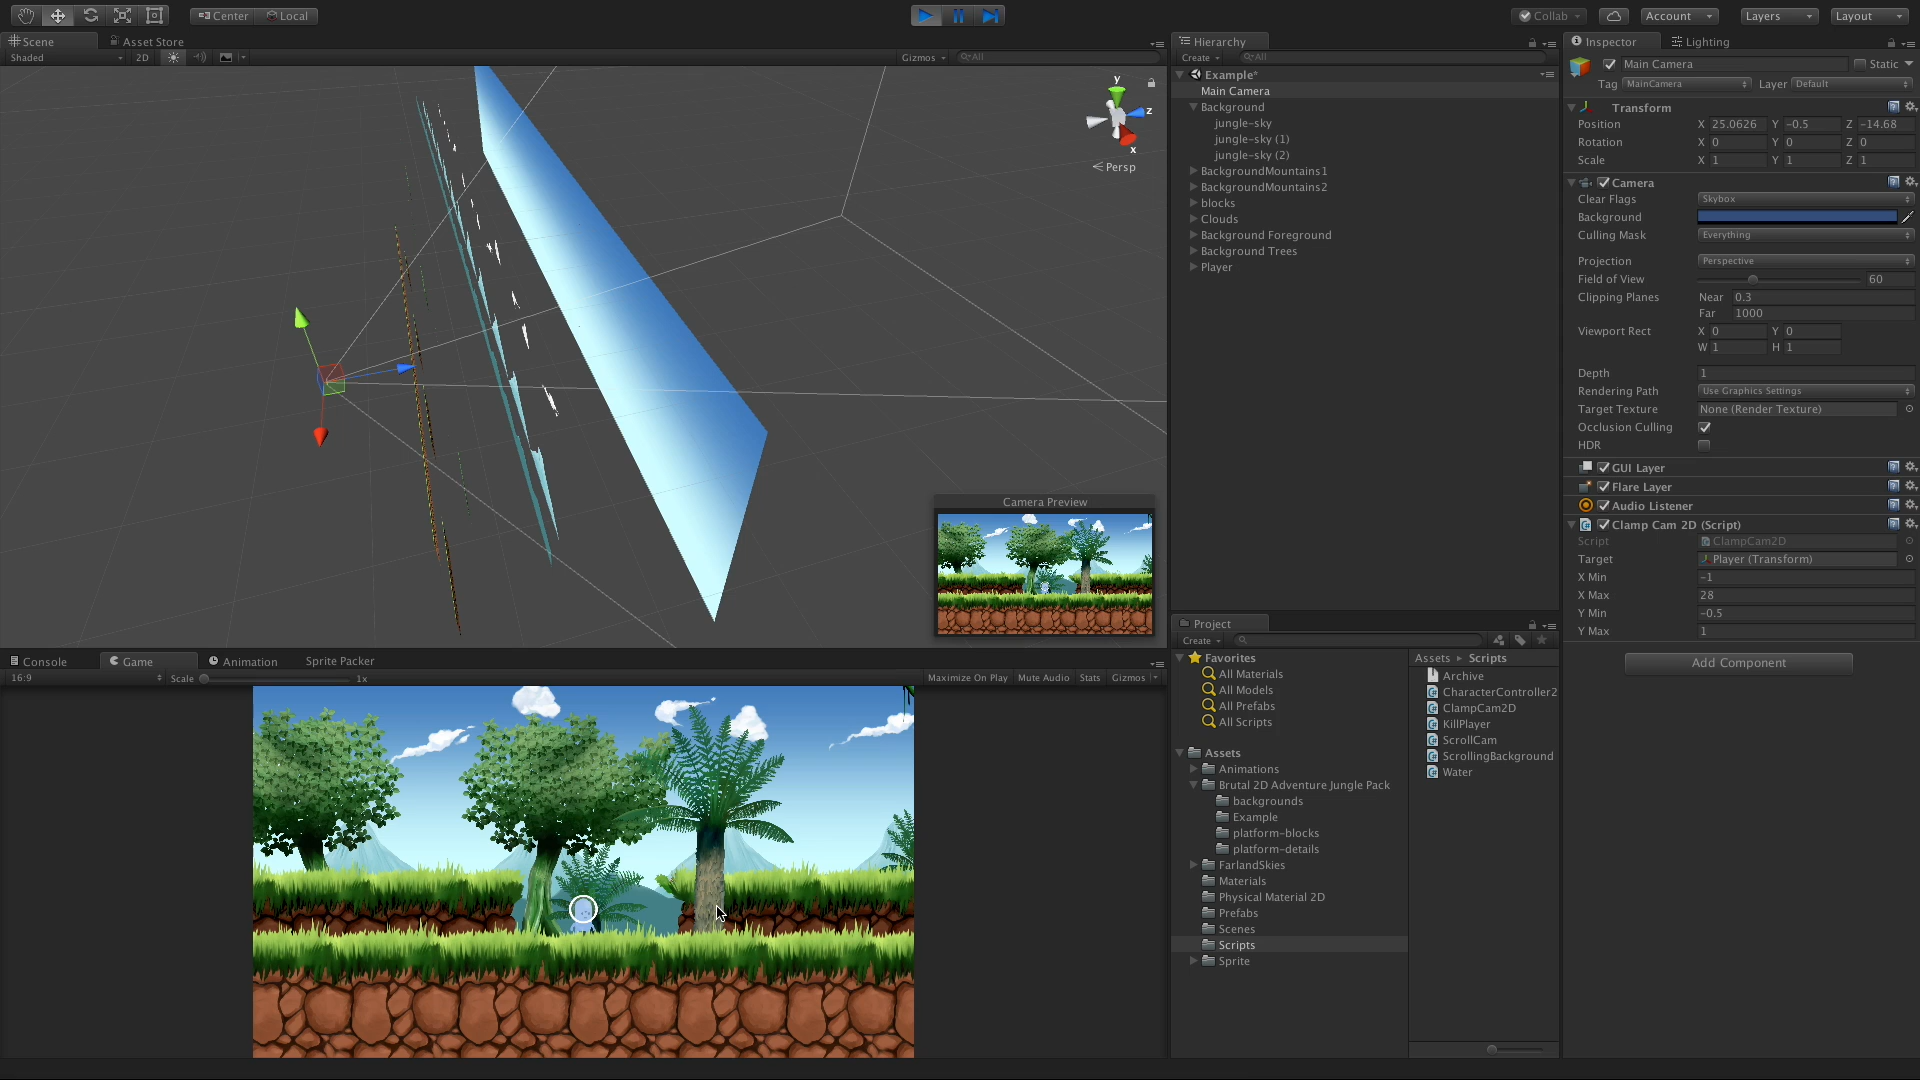 Center Local
Collab Account Layers Layout
Scene Asset Store
Shaded 2D Gizmos All
y
z
x
Persp
Camera Preview
Hierarchy
Create All
Example*
Main Camera
Background
jungle-sky
jungle-sky (1)
jungle-sky (2)
BackgroundMountains1
BackgroundMountains2
blocks
Clouds
Background Foreground
Background Trees
Player
Inspector Lighting
Main Camera Static
Tag MainCamera Layer Default
Transform
Position X 25.0626 Y -0.5 Z -14.68
Rotation X 0 Y 0 Z 0
Scale X 1 Y 1 Z 1
Camera
Clear Flags Skybox
Background
Culling Mask Everything
Projection Perspective
Field of View 60
Clipping Planes Near 0.3
Far 1000
Viewport Rect X 0 Y 0
W 1 H 1
Depth 1
Rendering Path Use Graphics Settings
Target Texture None (Render Texture)
Occlusion Culling
HDR
GUI Layer
Flare Layer
Audio Listener
Clamp Cam 2D (Script)
Script ClampCam2D
Target Player (Transform)
X Min -1
X Max 28
Y Min -0.5
Y Max 1
Add Component
Console Game Animation Sprite Packer
16:9 Scale 1x Maximize On Play Mute Audio Stats Gizmos
Project
Create
Favorites
All Materials
All Models
All Prefabs
All Scripts
Assets
Animations
Brutal 2D Adventure Jungle Pack
backgrounds
Example
platform-blocks
platform-details
FarlandSkies
Materials
Physical Material 2D
Prefabs
Scenes
Scripts
Sprite
Assets Scripts
Archive
CharacterController2
ClampCam2D
KillPlayer
ScrollCam
ScrollingBackground
Water